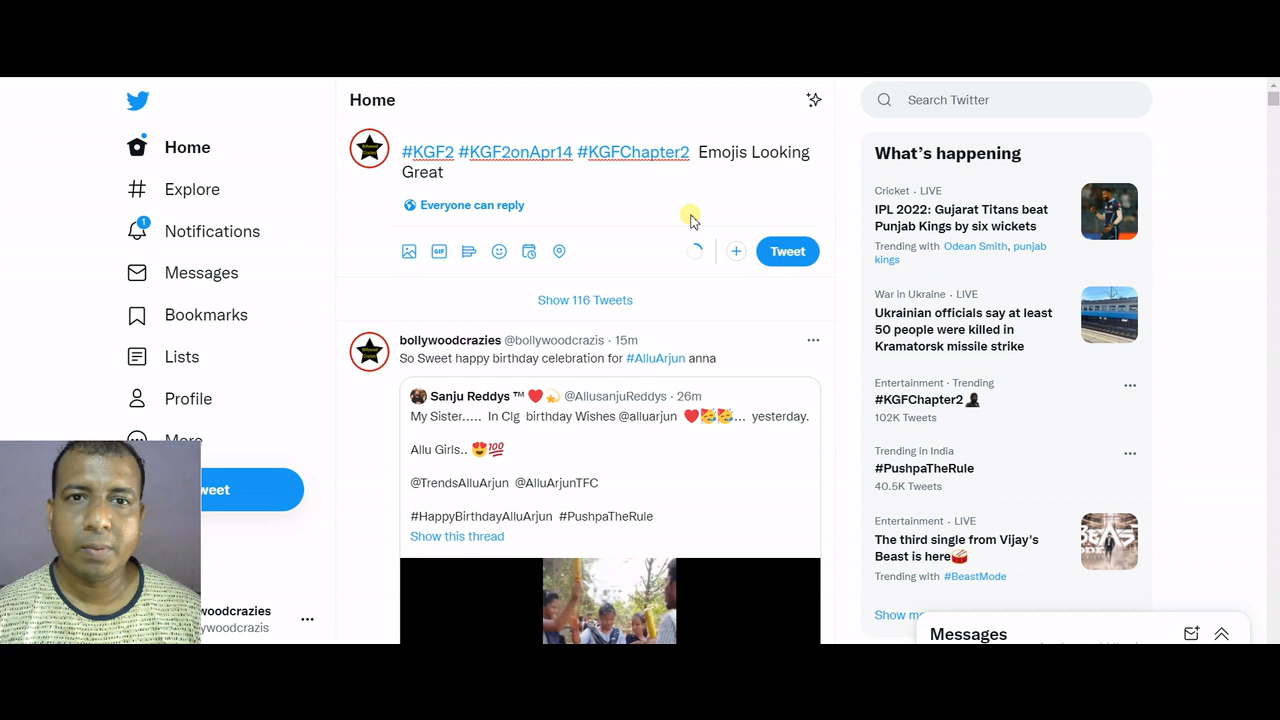 Home
Explore
Notifications
1
Messages
Bookmarks
Lists
Profile
More
weet
woodcrazies
ywoodcrazis
Home
#KGF2 #KGF2onApr14 #KGFChapter2 Emojis Looking
Great
Everyone can reply
GIF
Tweet
Show 116 Tweets
bollywoodcrazies @bollywoodcrazis · 15m
So Sweet happy birthday celebration for #AlluArjun anna
Sanju Reddys ™ ❤️💫 @AllusanjuReddys · 26m
My Sister..... In Clg birthday Wishes @alluarjun ❤️🥳🥳... yesterday.
Allu Girls.. 😍💯
@TrendsAlluArjun @AlluArjunTFC
#HappyBirthdayAlluArjun #PushpaTheRule
Show this thread
Search Twitter
What's happening
Cricket · LIVE
IPL 2022: Gujarat Titans beat
Punjab Kings by six wickets
Trending with Odean Smith, punjab
kings
War in Ukraine · LIVE
Ukrainian officials say at least
50 people were killed in
Kramatorsk missile strike
Entertainment · Trending
#KGFChapter2
102K Tweets
Trending in India
#PushpaTheRule
40.5K Tweets
Entertainment · LIVE
The third single from Vijay's
Beast is here🥁
Trending with #BeastMode
Show mo
Messages